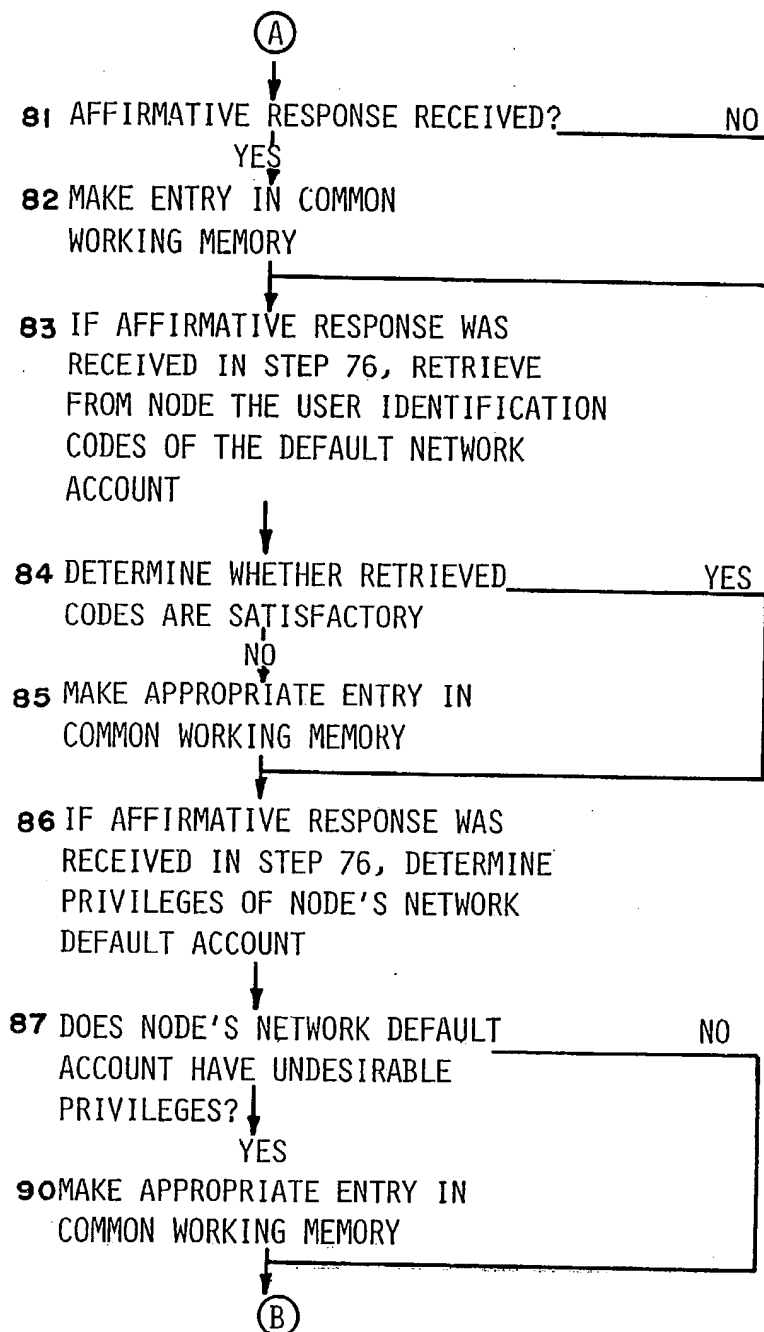 A
81 AFFIRMATIVE RESPONSE RECEIVED? NO
YES
82 MAKE ENTRY IN COMMON
WORKING MEMORY
83 IF AFFIRMATIVE RESPONSE WAS
RECEIVED IN STEP 76, RETRIEVE
FROM NODE THE USER IDENTIFICATION
CODES OF THE DEFAULT NETWORK
ACCOUNT
84 DETERMINE WHETHER RETRIEVED YES
CODES ARE SATISFACTORY
NO
85 MAKE APPROPRIATE ENTRY IN
COMMON WORKING MEMORY
86 IF AFFIRMATIVE RESPONSE WAS
RECEIVED IN STEP 76, DETERMINE
PRIVILEGES OF NODE'S NETWORK
DEFAULT ACCOUNT
87 DOES NODE'S NETWORK DEFAULT NO
ACCOUNT HAVE UNDESIRABLE
PRIVILEGES?
YES
90 MAKE APPROPRIATE ENTRY IN
COMMON WORKING MEMORY
B